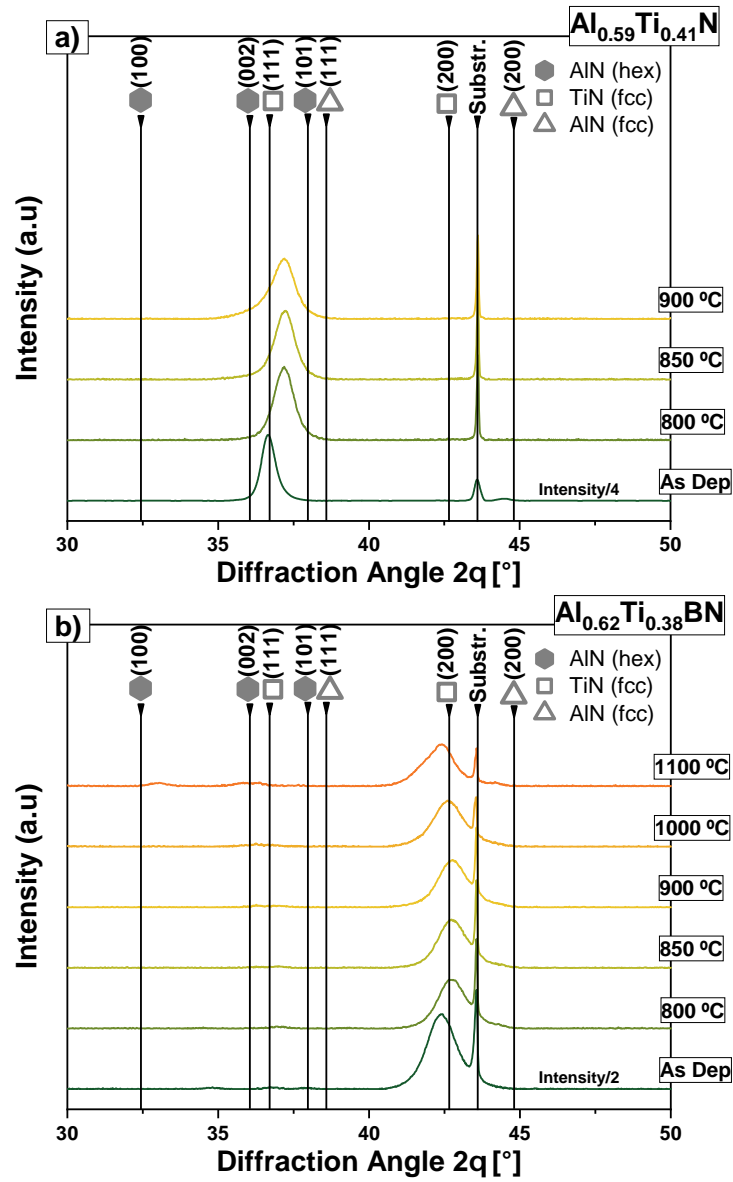 a)
Al0.59Ti0.41N
(100)
(002)
(111)
(101)
(111)
(200)
Substr.
(200)
AlN (hex)
TiN (fcc)
AlN (fcc)
Intensity (a.u)
900 ºC
850 ºC
800 ºC
Intensity/4
As Dep
30 35 40 45 50
Diffraction Angle 2q [°]
b)
Al0.62Ti0.38BN
(100)
(002)
(111)
(101)
(111)
(200)
Substr.
(200)
AlN (hex)
TiN (fcc)
AlN (fcc)
Intensity (a.u)
1100 ºC
1000 ºC
900 ºC
850 ºC
800 ºC
Intensity/2
As Dep
30 35 40 45 50
Diffraction Angle 2q [°]